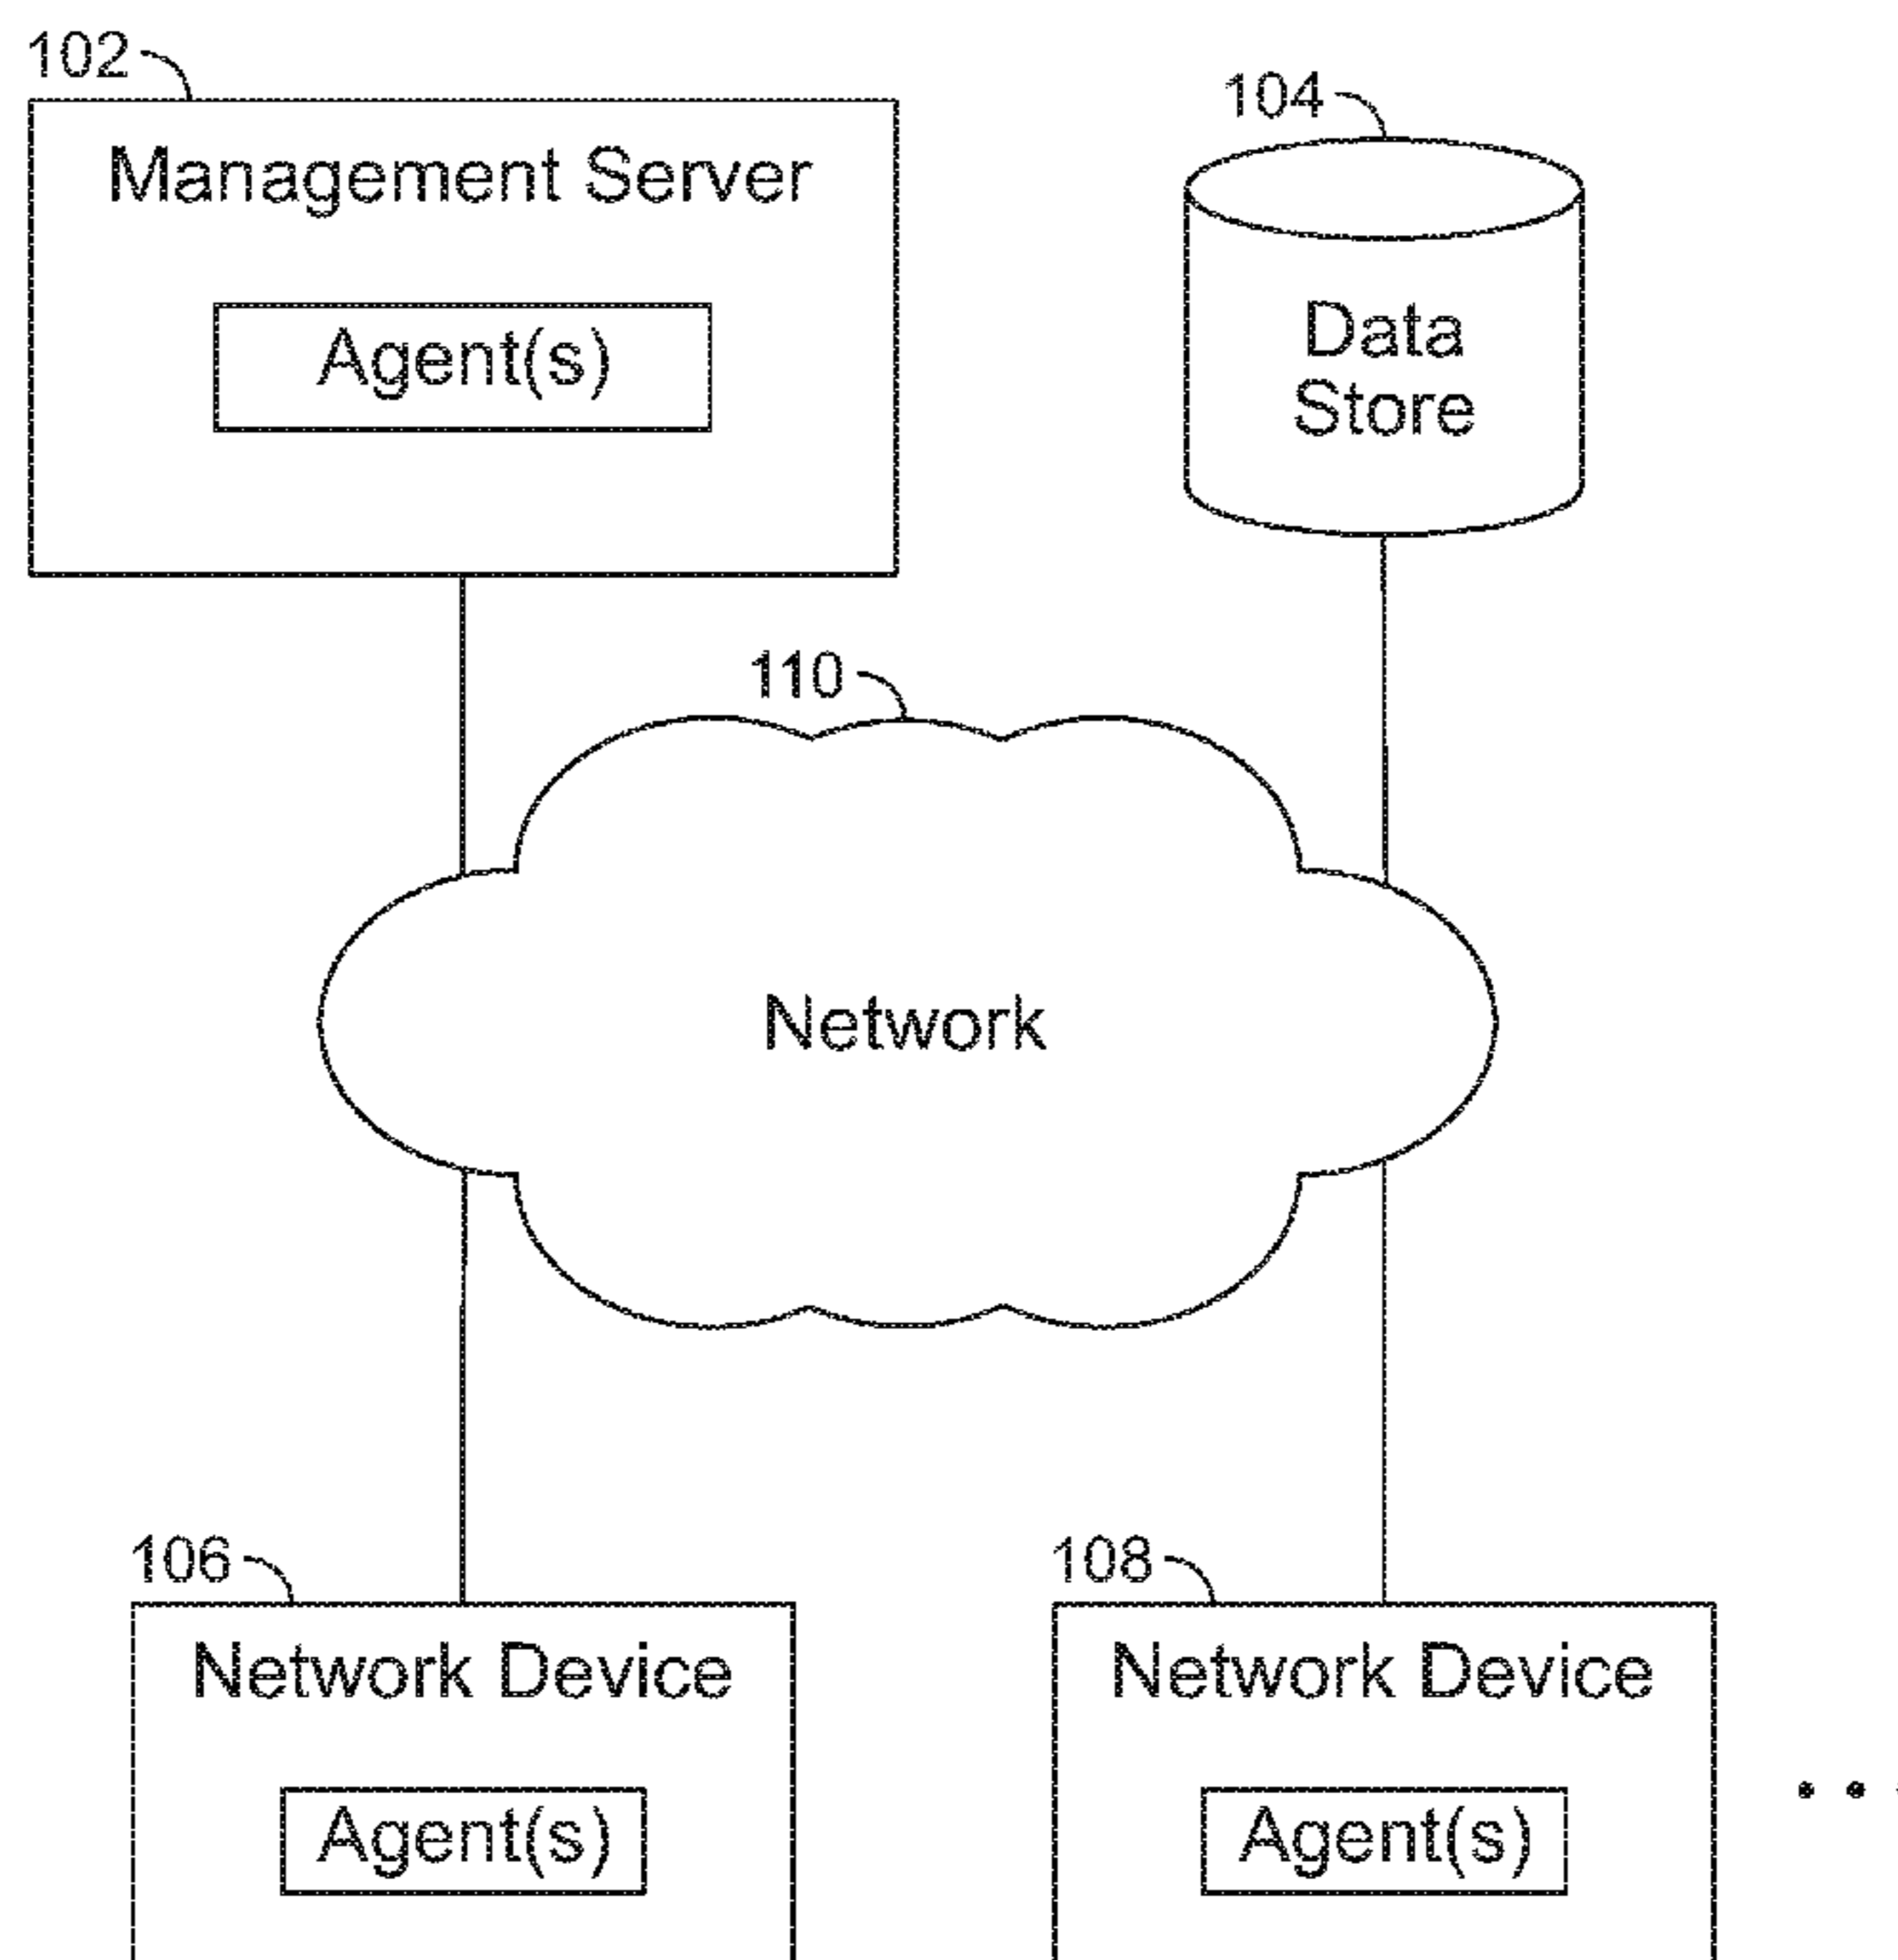 102
Management Server
Agent(s)
104
Data
Store
110
Network
106
Network Device
Agent(s)
108
Network Device
Agent(s)
...